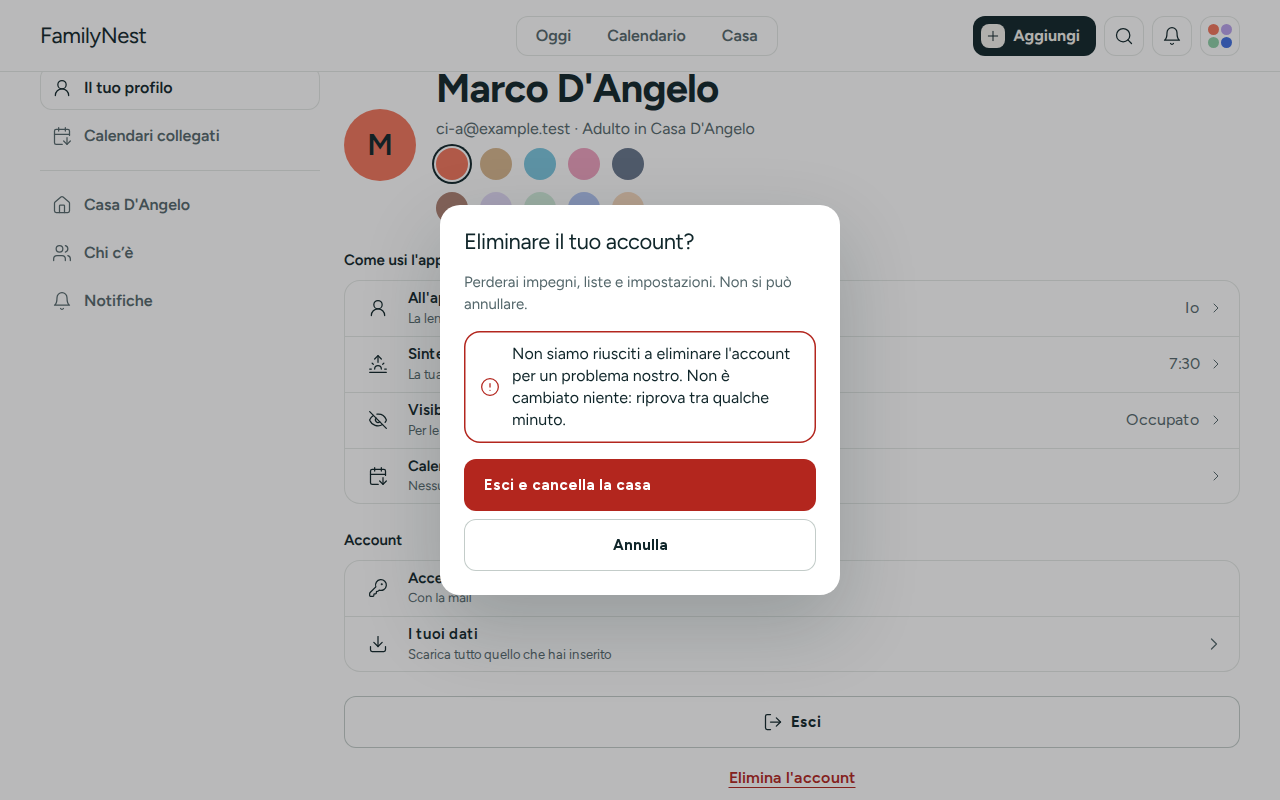 FamilyNest
Oggi
Calendario
Casa
Aggiungi
Il tuo profilo
Calendari collegati
Casa D'Angelo
Chi c’è
Notifiche
Marco D'Angelo
M
ci-a@example.test · Adulto in Casa D'Angelo
Come usi l'app
Io
7:30
Occupato
Eliminare il tuo account?
Perderai impegni, liste e impostazioni. Non si può
annullare.
Non siamo riusciti a eliminare l'account
per un problema nostro. Non è
cambiato niente: riprova tra qualche
minuto.
Esci e cancella la casa
Annulla
Account
Con la mail
I tuoi dati
Scarica tutto quello che hai inserito
Esci
Elimina l'account